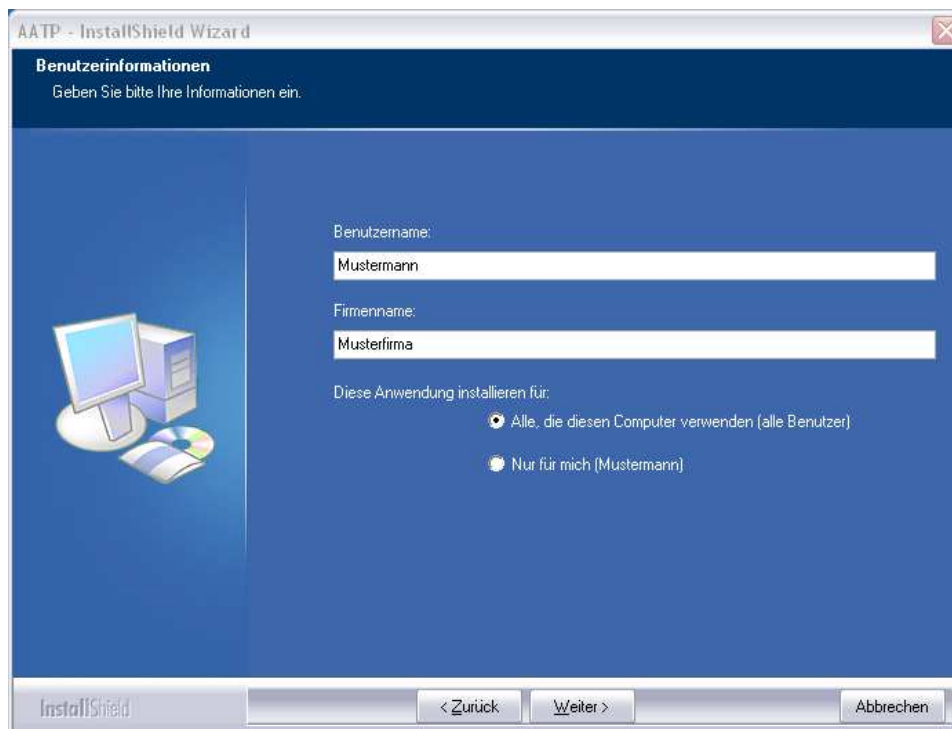 AATP - InstallShield Wizard
Benutzerinformationen
Geben Sie bitte Ihre Informationen ein.
Benutzername:
Mustermann
Firmenname:
Musterfirma
Diese Anwendung installieren für:
Alle, die diesen Computer verwenden (alle Benutzer)
Nur für mich (Mustermann)
InstallShield
< Zurück
Weiter >
Abbrechen